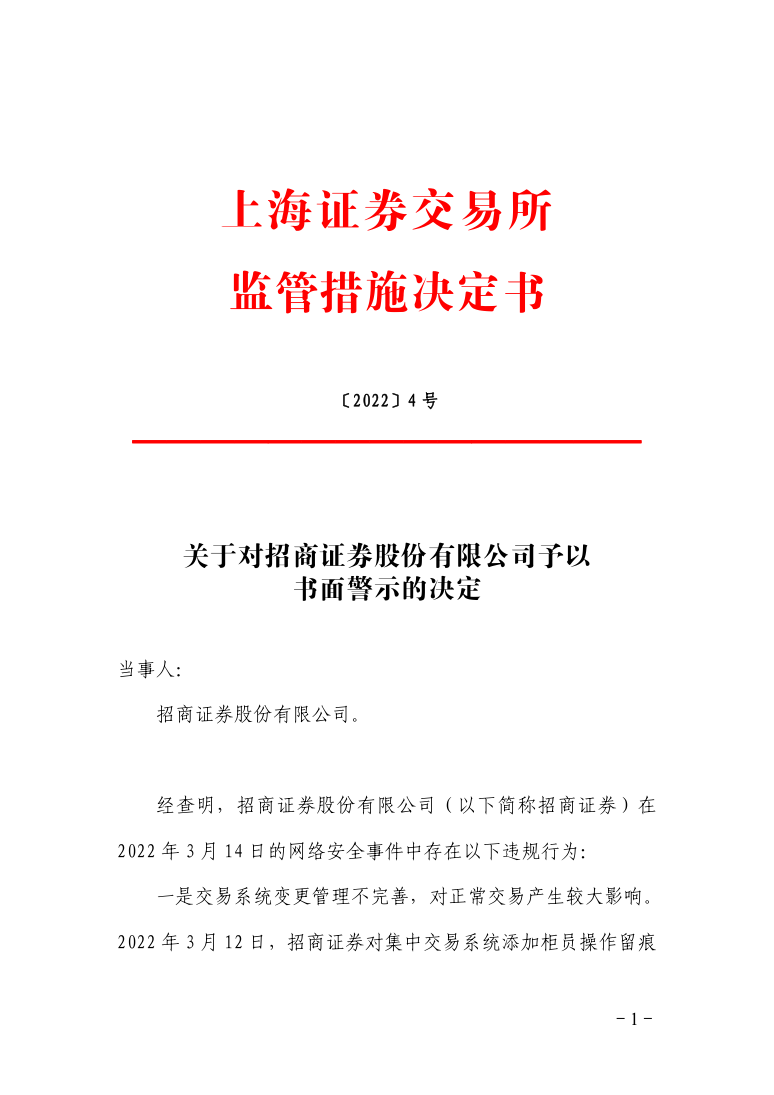 上海证券交易所
监管措施决定书
〔2022〕4 号
关于对招商证券股份有限公司予以
书面警示的决定
当事人：
招商证券股份有限公司。
经查明，招商证券股份有限公司（以下简称招商证券）在
2022 年 3 月 14 日的网络安全事件中存在以下违规行为：
一是交易系统变更管理不完善，对正常交易产生较大影响。
2022 年 3 月 12 日，招商证券对集中交易系统添加柜员操作留痕
- 1 -